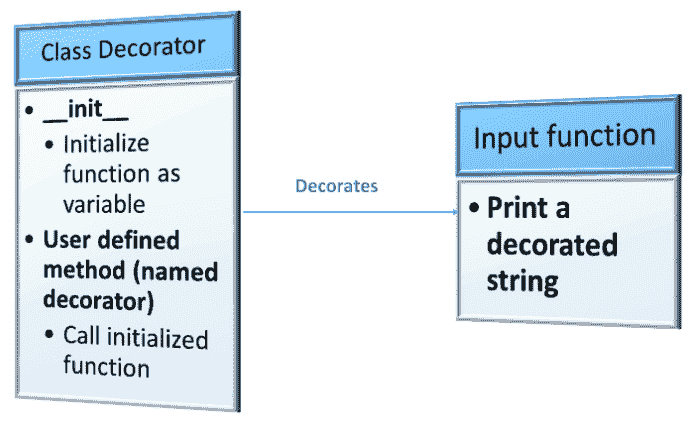 Class Decorator
• __init__
• Initialize
function as
variable
• User defined
method (named
decorator)
• Call initialized
function
Decorates
Input function
• Print a
decorated
string